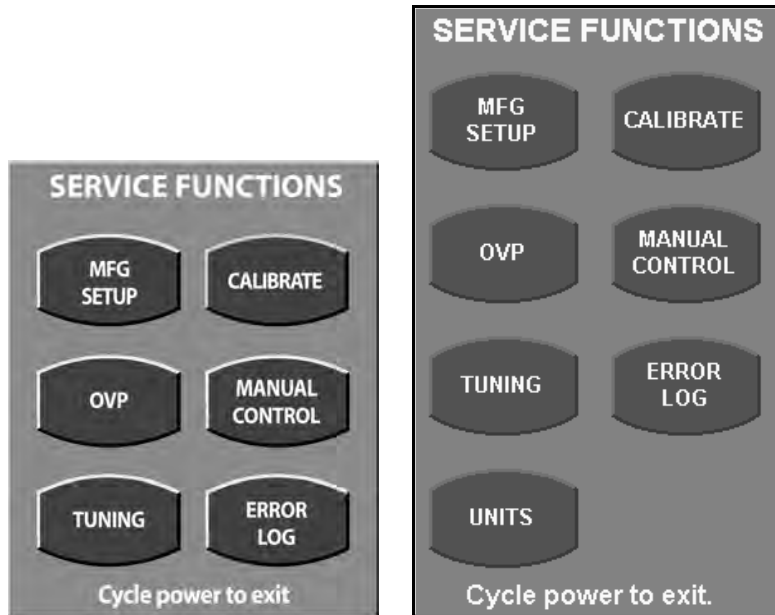 SERVICE FUNCTIONS
MFG
SETUP
CALIBRATE
OVP
MANUAL
CONTROL
TUNING
ERROR
LOG
Cycle power to exit
SERVICE FUNCTIONS
MFG
SETUP
CALIBRATE
OVP
MANUAL
CONTROL
TUNING
ERROR
LOG
UNITS
Cycle power to exit.